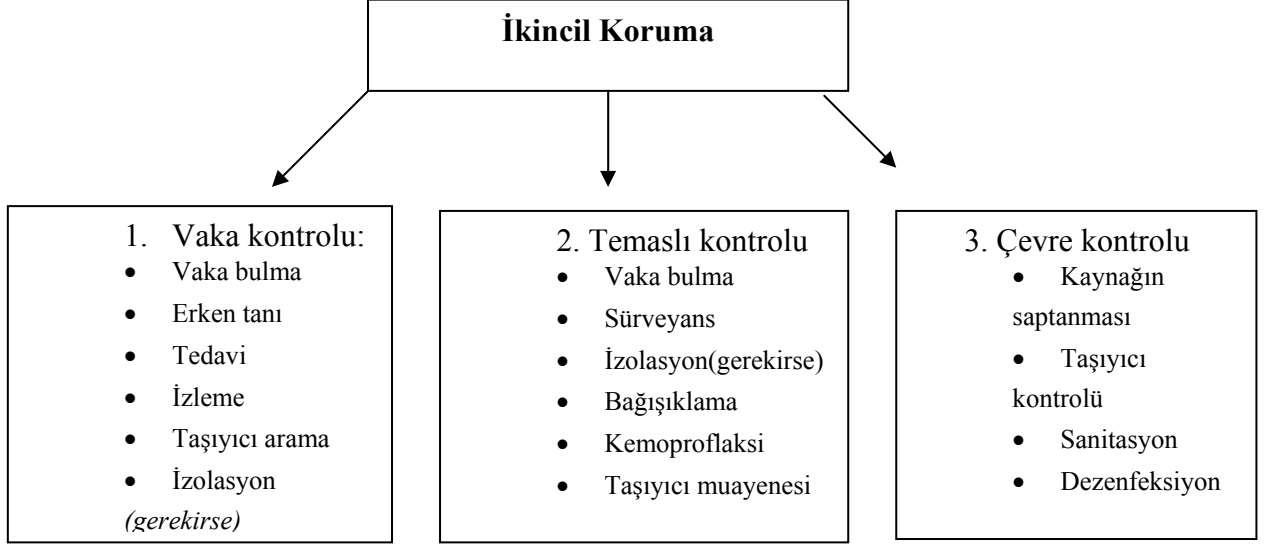 İkincil Koruma
1. Vaka kontrolu:
• Vaka bulma
• Erken tanı
• Tedavi
• İzleme
• Taşıyıcı arama
• İzolasyon
(gerekirse)
2. Temaslı kontrolu
• Vaka bulma
• Sürveyans
• İzolasyon(gerekirse)
• Bağışıklama
• Kemoproflaksi
• Taşıyıcı muayenesi
3. Çevre kontrolu
• Kaynağın
saptanması
• Taşıyıcı
kontrolü
• Sanitasyon
• Dezenfeksiyon